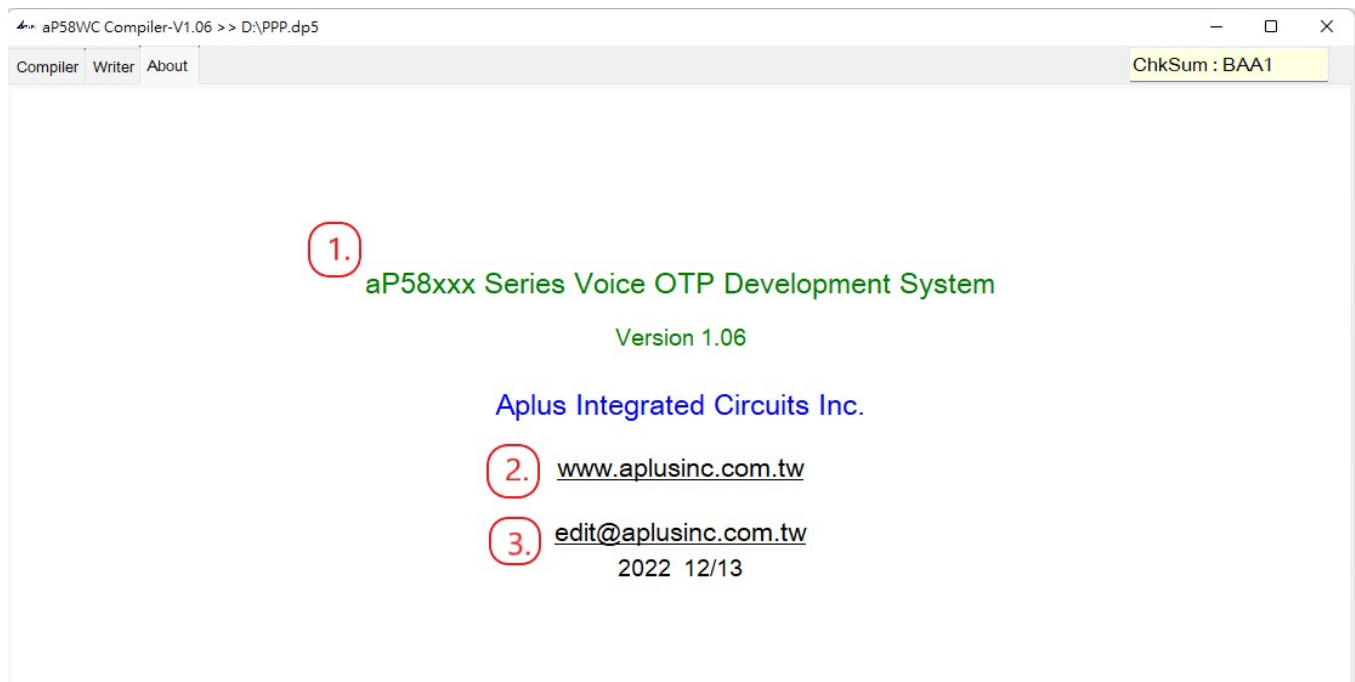 aP58WC Compiler-V1.06 >> D:\PPP.dp5
Compiler Writer About
ChkSum : BAA1
1.
aP58xxx Series Voice OTP Development System
Version 1.06
Aplus Integrated Circuits Inc.
2. www.aplusinc.com.tw
3. edit@aplusinc.com.tw
2022 12/13